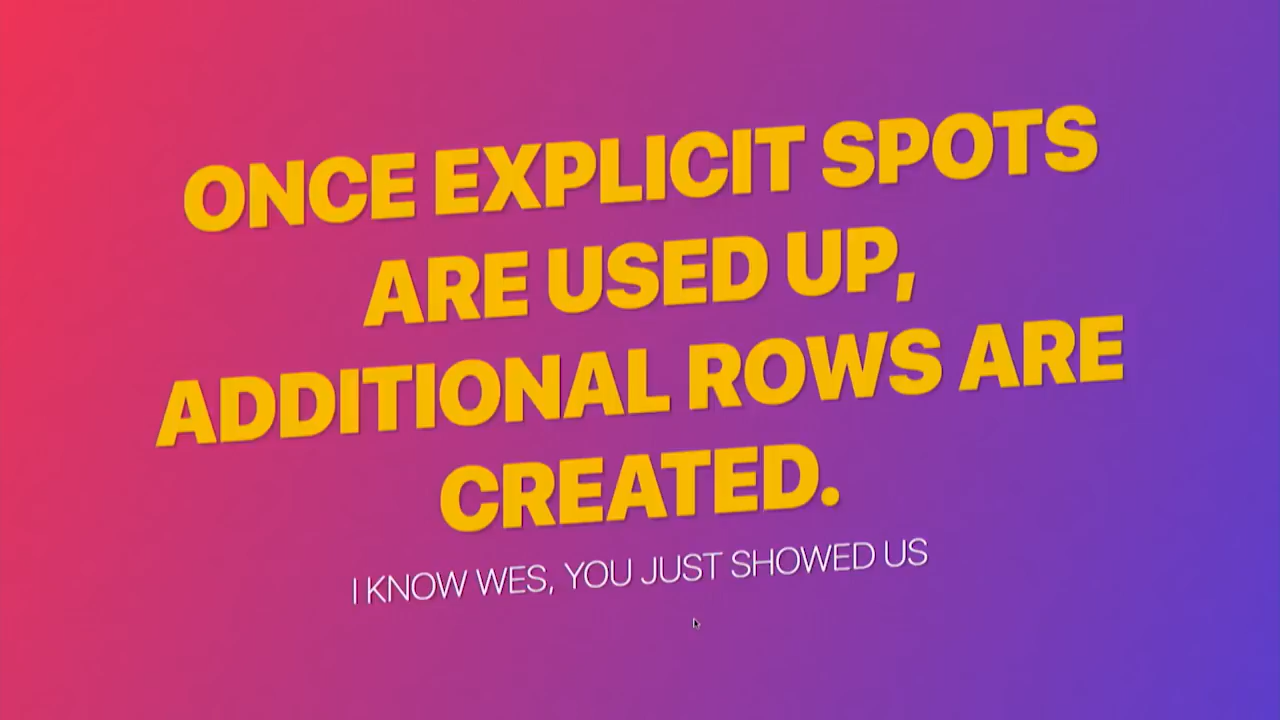 ONCE EXPLICIT SPOTS
ARE USED UP,
ADDITIONAL ROWS ARE
CREATED.
I KNOW WES, YOU JUST SHOWED US